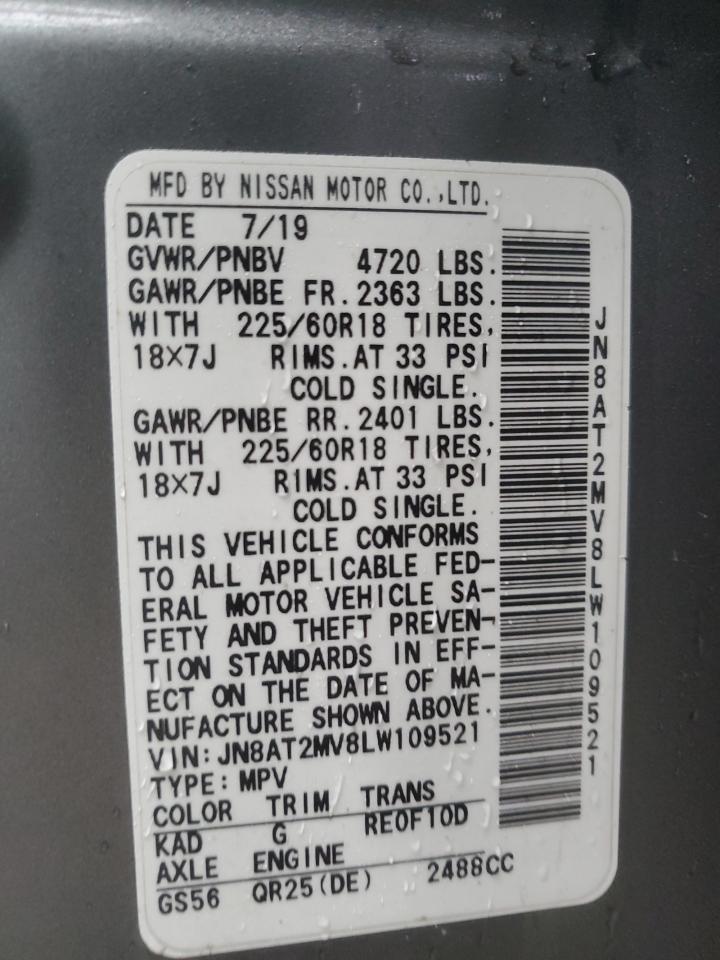 MFD BY NISSAN MOTOR CO.,LTD.
DATE 7/19
GVWR/PNBV 4720 LBS.
GAWR/PNBE FR.2363 LBS.
WITH 225/60R18 TIRES,
18×7J RIMS.AT 33 PSI
COLD SINGLE.
GAWR/PNBE RR.2401 LBS.
WITH 225/60R18 TIRES,
18×7J RIMS.AT 33 PSI
COLD SINGLE.
THIS VEHICLE CONFORMS
TO ALL APPLICABLE FED-
ERAL MOTOR VEHICLE SA-
FETY AND THEFT PREVEN-
TION STANDARDS IN EFF-
ECT ON THE DATE OF MA-
NUFACTURE SHOWN ABOVE.
VIN:JN8AT2MV8LW109521
TYPE:MPV
COLOR TRIM TRANS
KAD G RE0F10D
AXLE ENGINE
GS56 QR25(DE) 2488CC
JN8AT2MV8LW109521